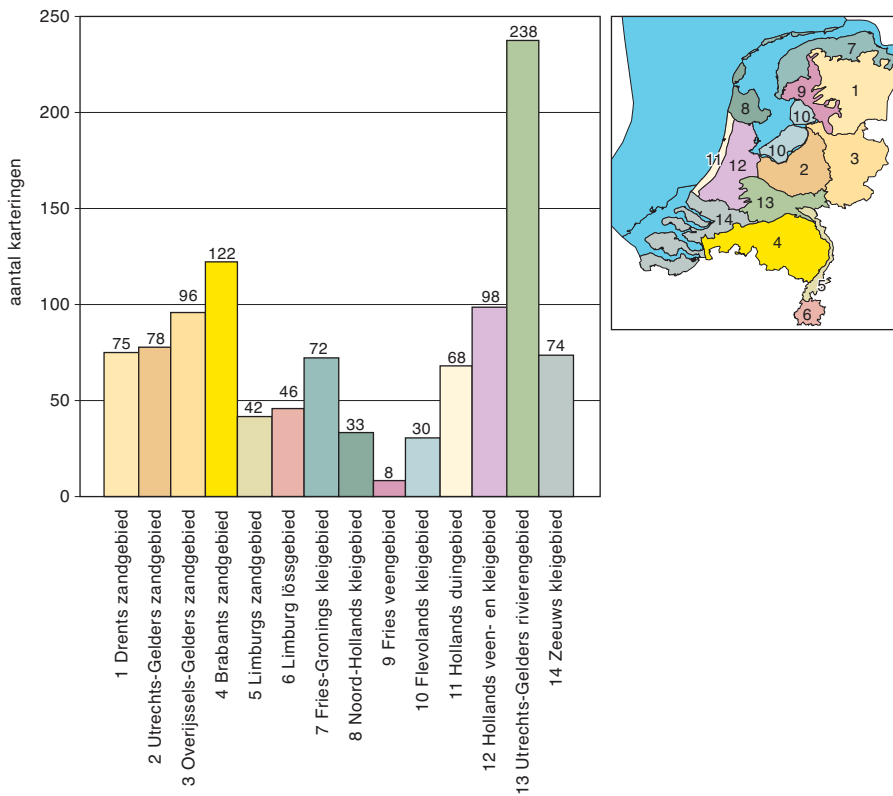 aantal karteringen
250
200
150
100
50
0
75
78
96
122
42
46
72
33
8
30
68
98
238
74
1 Drents zandgebied
2 Utrechts-Gelders zandgebied
3 Overijssels-Gelders zandgebied
4 Brabants zandgebied
5 Limburgs zandgebied
6 Limburg lössgebied
7 Fries-Gronings kleigebied
8 Noord-Hollands kleigebied
9 Fries veengebied
10 Flevolands kleigebied
11 Hollands duingebied
12 Hollands veen- en kleigebied
13 Utrechts-Gelders rivierengebied
14 Zeeuws kleigebied
7
9
1
8
10
10
11
12
2
3
13
14
4
5
6